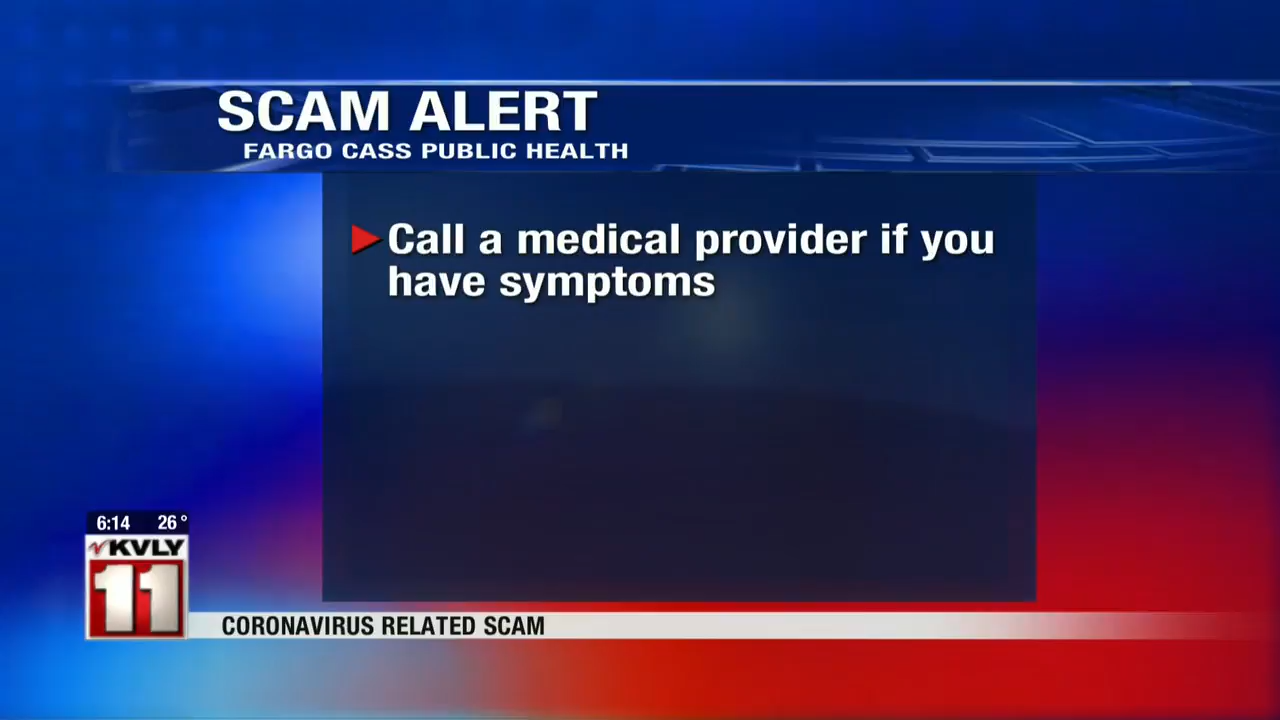 SCAM ALERT
FARGO CASS PUBLIC HEALTH
Call a medical provider if you
have symptoms
6:14 26°
KVLY
11
CORONAVIRUS RELATED SCAM